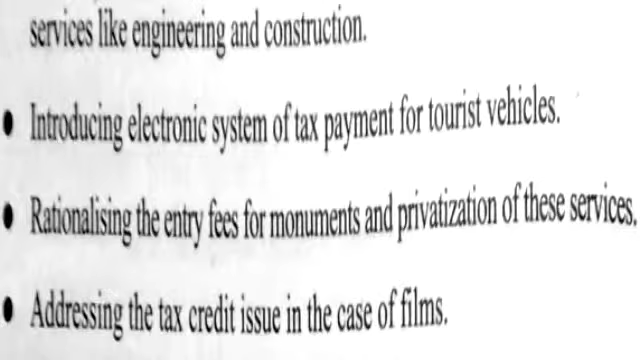 services like engineering and construction.
● Introducing electronic system of tax payment for tourist vehicles.
● Rationalising the entry fees for monuments and privatization of these services.
● Addressing the tax credit issue in the case of films.